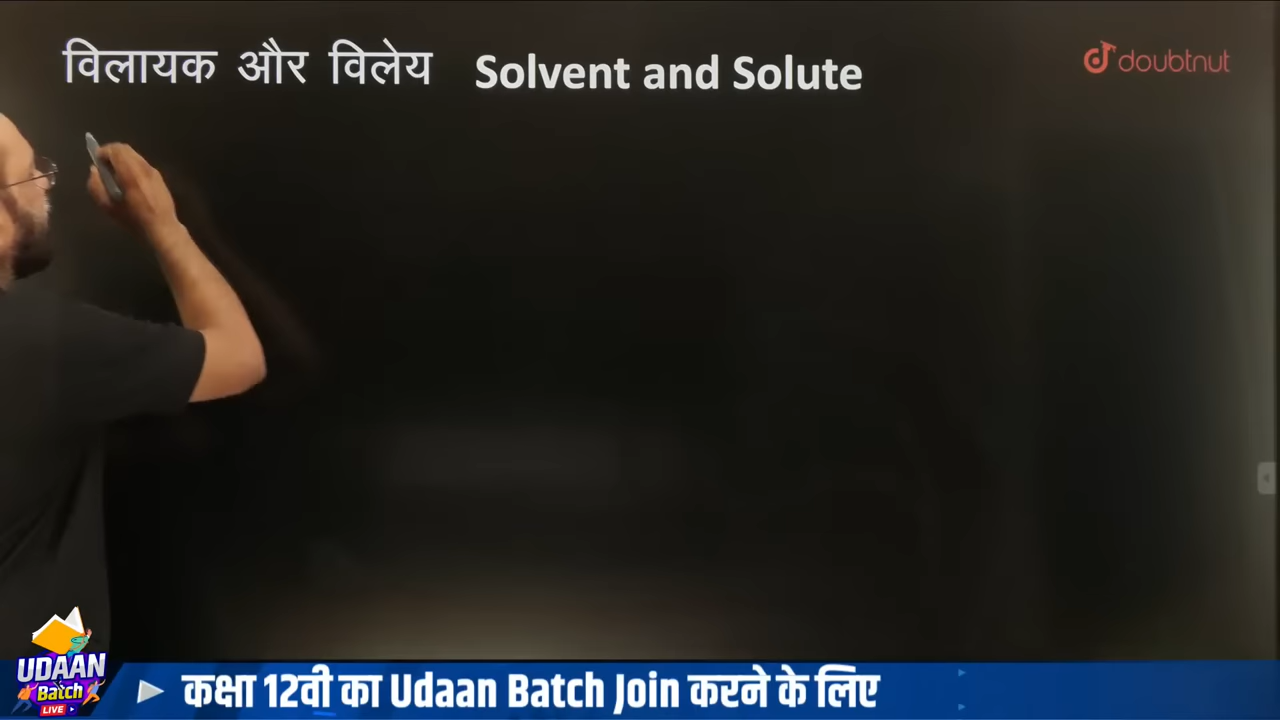 विलायक और विलेय Solvent and Solute
doubtnut
UDAAN
Batch
LIVE
कक्षा 12वी का Udaan Batch Join करने के लिए